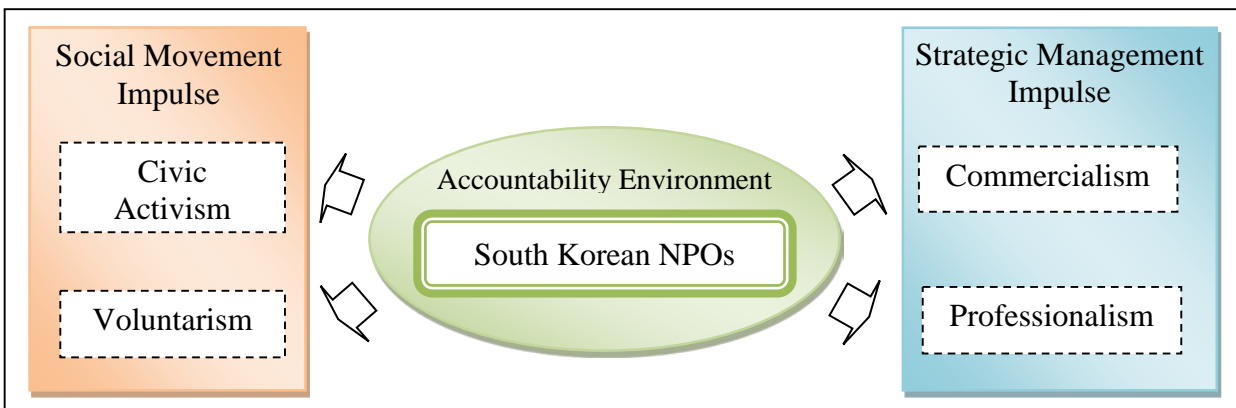 Social Movement
Impulse
Civic
Activism
Voluntarism
Accountability Environment
South Korean NPOs
Strategic Management
Impulse
Commercialism
Professionalism